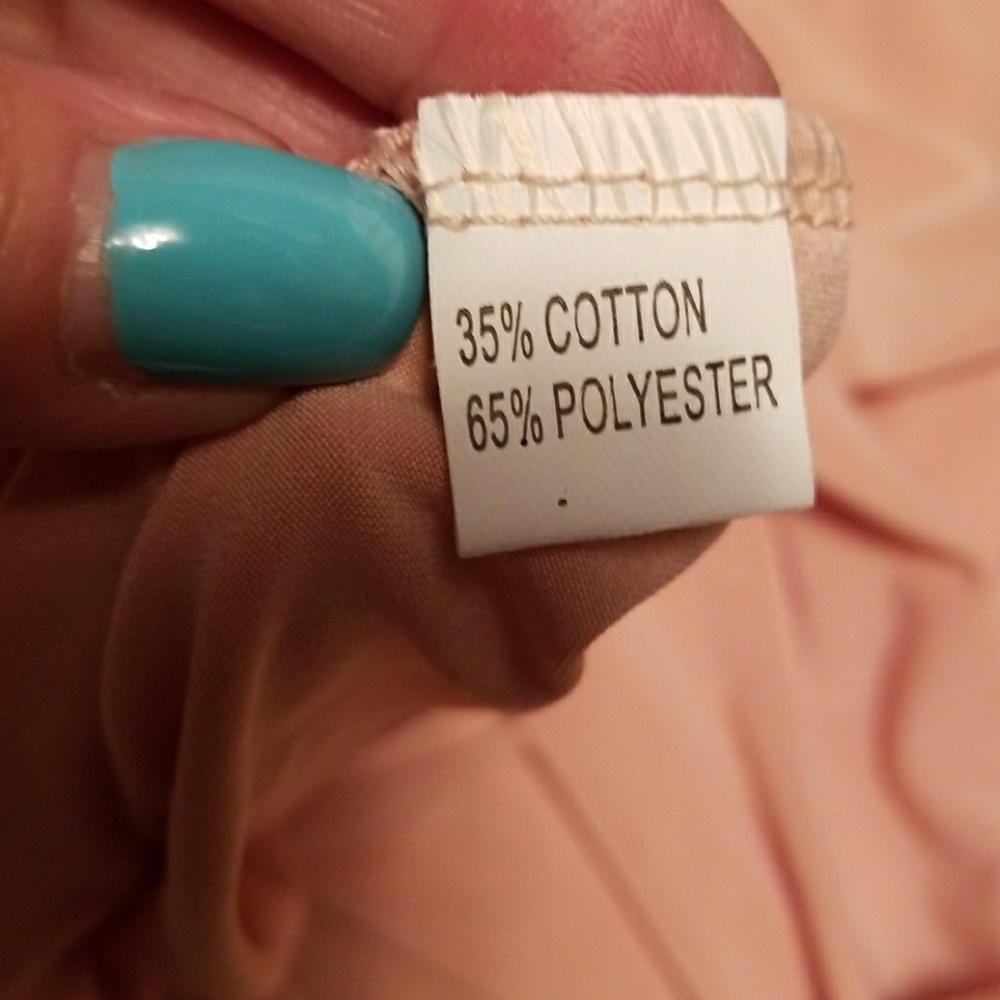 35% COTTON
65% POLYESTER
-